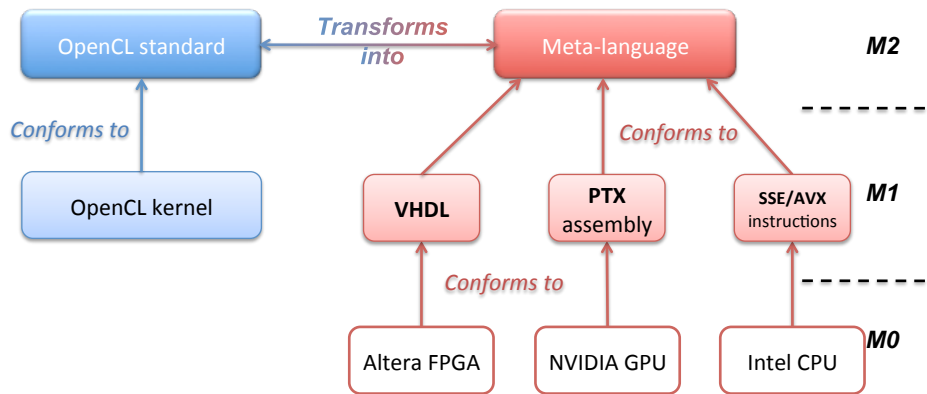 OpenCL standard
Transforms
into
Meta-language
M2
Conforms to
Conforms to
OpenCL kernel
VHDL
PTX
assembly
SSE/AVX
instructions
M1
Conforms to
Altera FPGA
NVIDIA GPU
Intel CPU
M0